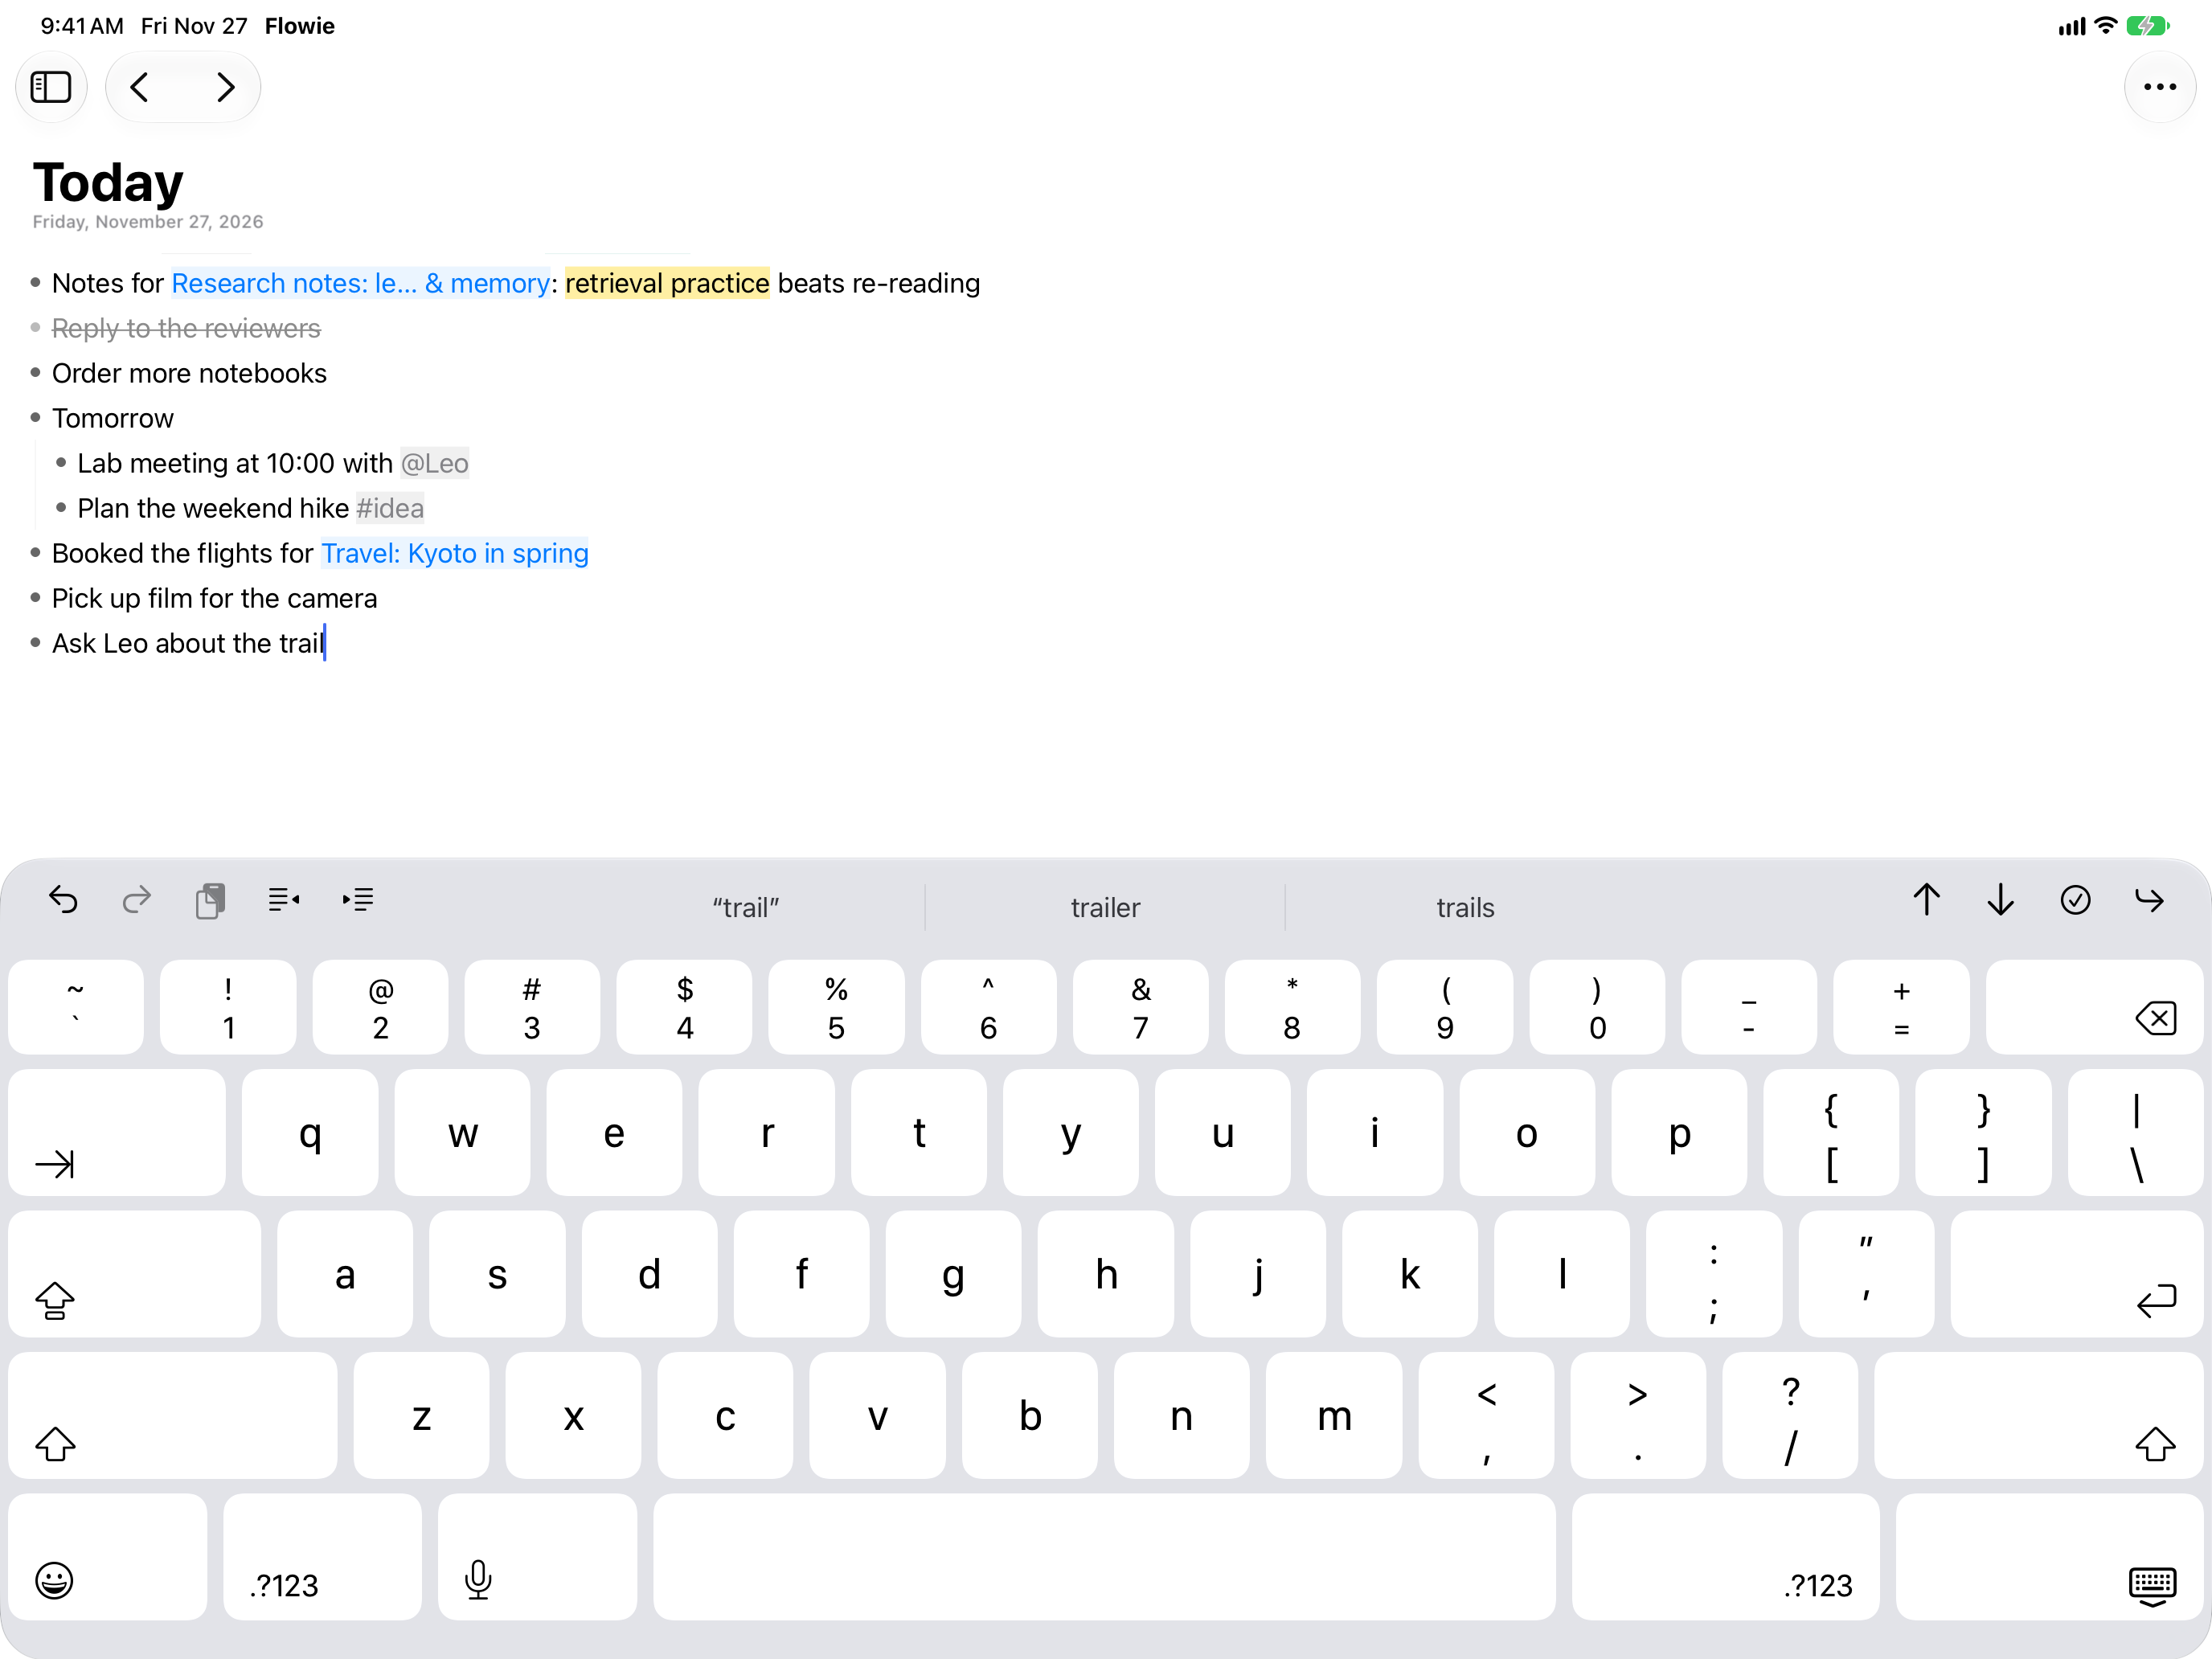 9:41 AM Fri Nov 27 Flowie
Today
Friday, November 27, 2026
Notes for Research notes: le... & memory: retrieval practice beats re-reading
Reply to the reviewers
Order more notebooks
Tomorrow
Lab meeting at 10:00 with @Leo
Plan the weekend hike #idea
Booked the flights for Travel: Kyoto in spring
Pick up film for the camera
Ask Leo about the trail
“trail” trailer trails
~ ! @ # $ % ^ & * ( ) _ +
` 1 2 3 4 5 6 7 8 9 0 - =
q w e r t y u i o p { } |
[ ] \
a s d f g h j k l : "
; '
z x c v b n m < > ?
, . /
.?123 .?123